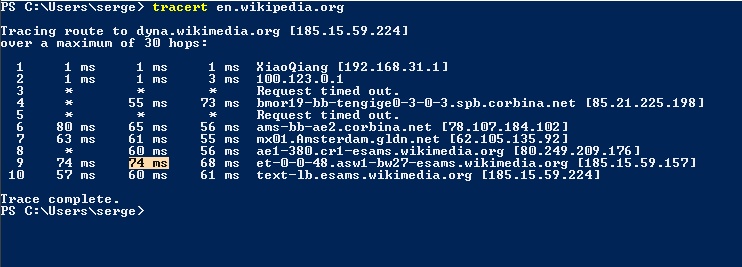 PS C:\Users\serge> tracert en.wikipedia.org
Tracing route to dyna.wikimedia.org [185.15.59.224]
over a maximum of 30 hops:
1 1 ms 1 ms 1 ms XiaoQiang [192.168.31.1]
2 1 ms 1 ms 3 ms 100.123.0.1
3 * * * Request timed out.
4 * 55 ms 73 ms bmor19-bb-tengige0-3-0-3.spb.corbina.net [85.21.225.198]
5 * * * Request timed out.
6 80 ms 65 ms 56 ms ams-bb-ae2.corbina.net [78.107.184.102]
7 63 ms 61 ms 55 ms mx01.Amsterdam.gldn.net [62.105.135.92]
8 * 60 ms 56 ms ae1-380.cr1-esams.wikimedia.org [80.249.209.176]
9 74 ms 74 ms 68 ms et-0-0-48.asw1-bw27-esams.wikimedia.org [185.15.59.157]
10 57 ms 60 ms 61 ms text-lb.esams.wikimedia.org [185.15.59.224]
Trace complete.
PS C:\Users\serge>